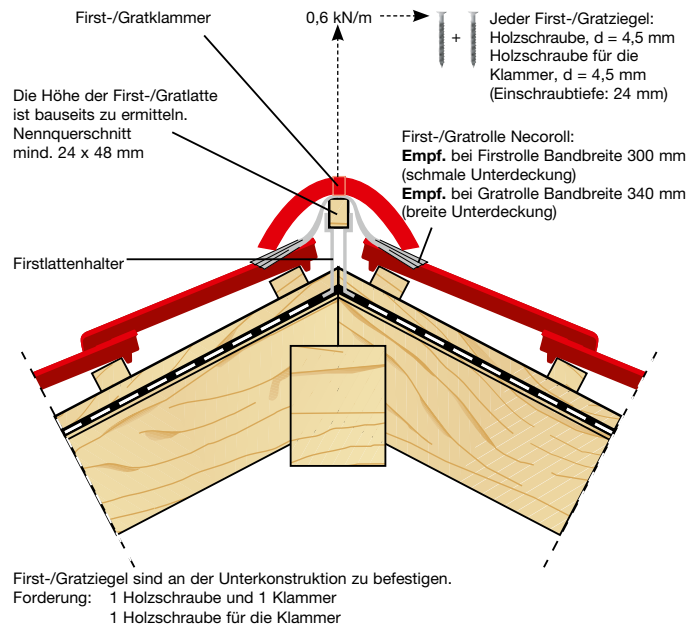 First-/Gratklammer
0,6 kN/m
+
Jeder First-/Gratziegel:
Holzschraube, d = 4,5 mm
Holzschraube für die
Klammer, d = 4,5 mm
(Einschraubtiefe: 24 mm)
Die Höhe der First-/Gratlatte
ist bauseits zu ermitteln.
Nennquerschnitt
mind. 24 x 48 mm
First-/Gratrolle Necoroll:
Empf. bei Firstrolle Bandbreite 300 mm
(schmale Unterdeckung)
Empf. bei Gratrolle Bandbreite 340 mm
(breite Unterdeckung)
Firstlattenhalter
First-/Gratziegel sind an der Unterkonstruktion zu befestigen.
Forderung: 1 Holzschraube und 1 Klammer
1 Holzschraube für die Klammer